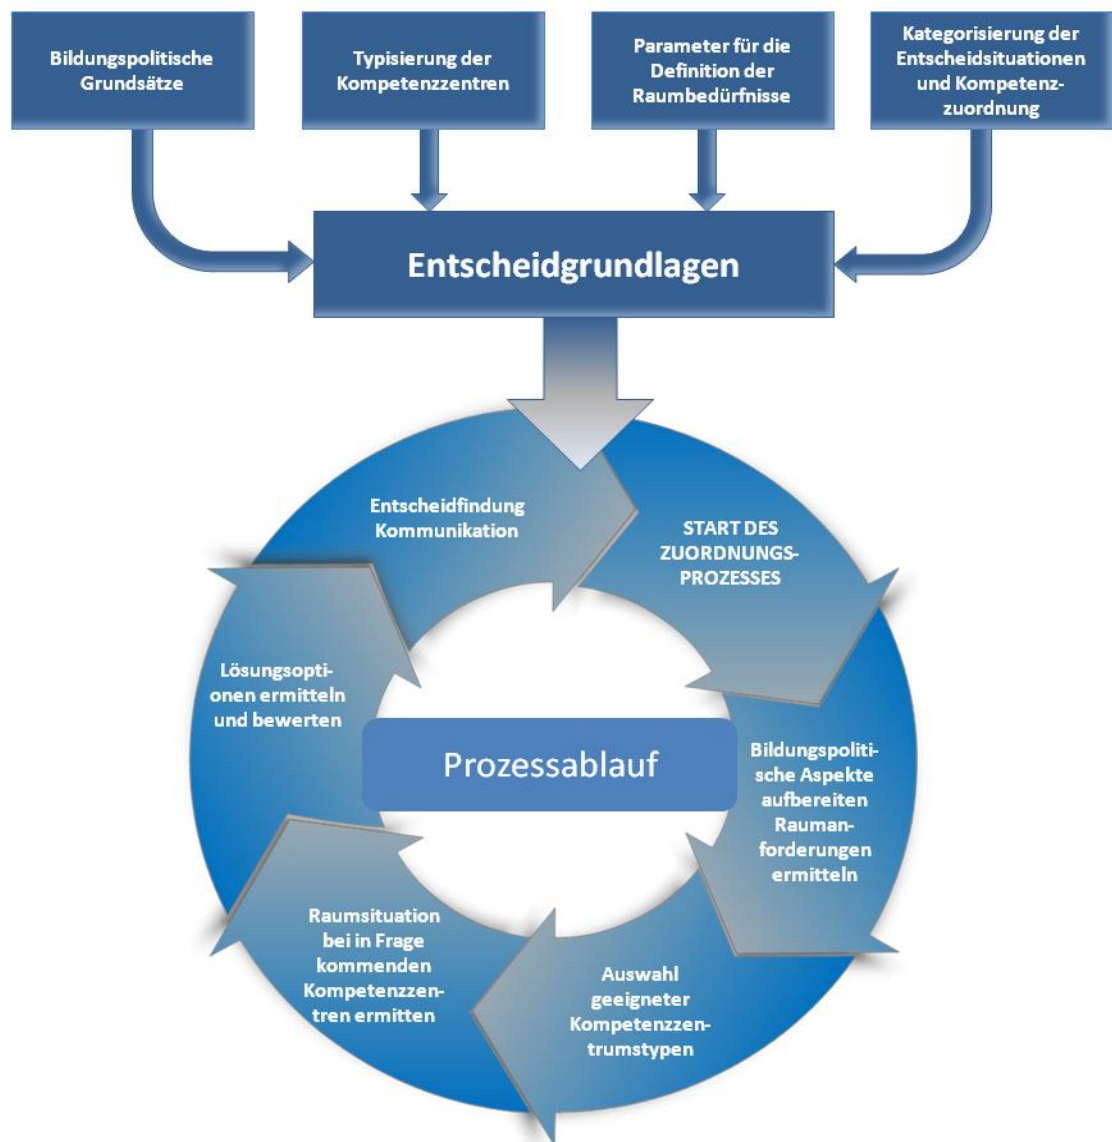 Bildungspolitische
Grundsätze
Typisierung der
Kompetenzzentren
Parameter für die
Definition der
Raumbedürfnisse
Kategorisierung der
Entscheidsituationen
und Kompetenz-
zuordnung
Entscheidgrundlagen
START DES
ZUORDNUNGS-
PROZESSES
Bildungspoliti-
sche Aspekte
aufbereiten
Rauman-
forderungen
ermitteln
Auswahl
geeigneter
Kompetenzzen-
trumstypen
Raumsituation
bei in Frage
kommenden
Kompetenzzen-
tren ermitten
Lösungsopti-
onen ermitteln
und bewerten
Entscheidfindung
Kommunikation
Prozessablauf